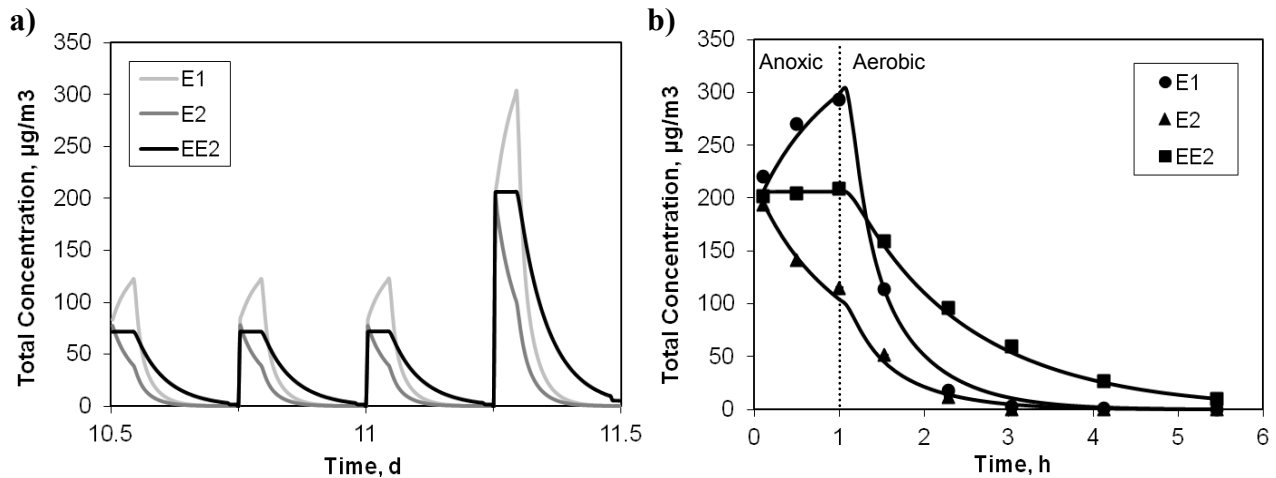 a)
Total Concentration, µg/m3
350
300
250
200
150
100
50
0
E1
E2
EE2
10.5
11
11.5
Time, d
b)
Total Concentration, µg/m3
350
300
250
200
150
100
50
0
Anoxic
Aerobic
E1
E2
EE2
0
1
2
3
4
5
6
Time, h